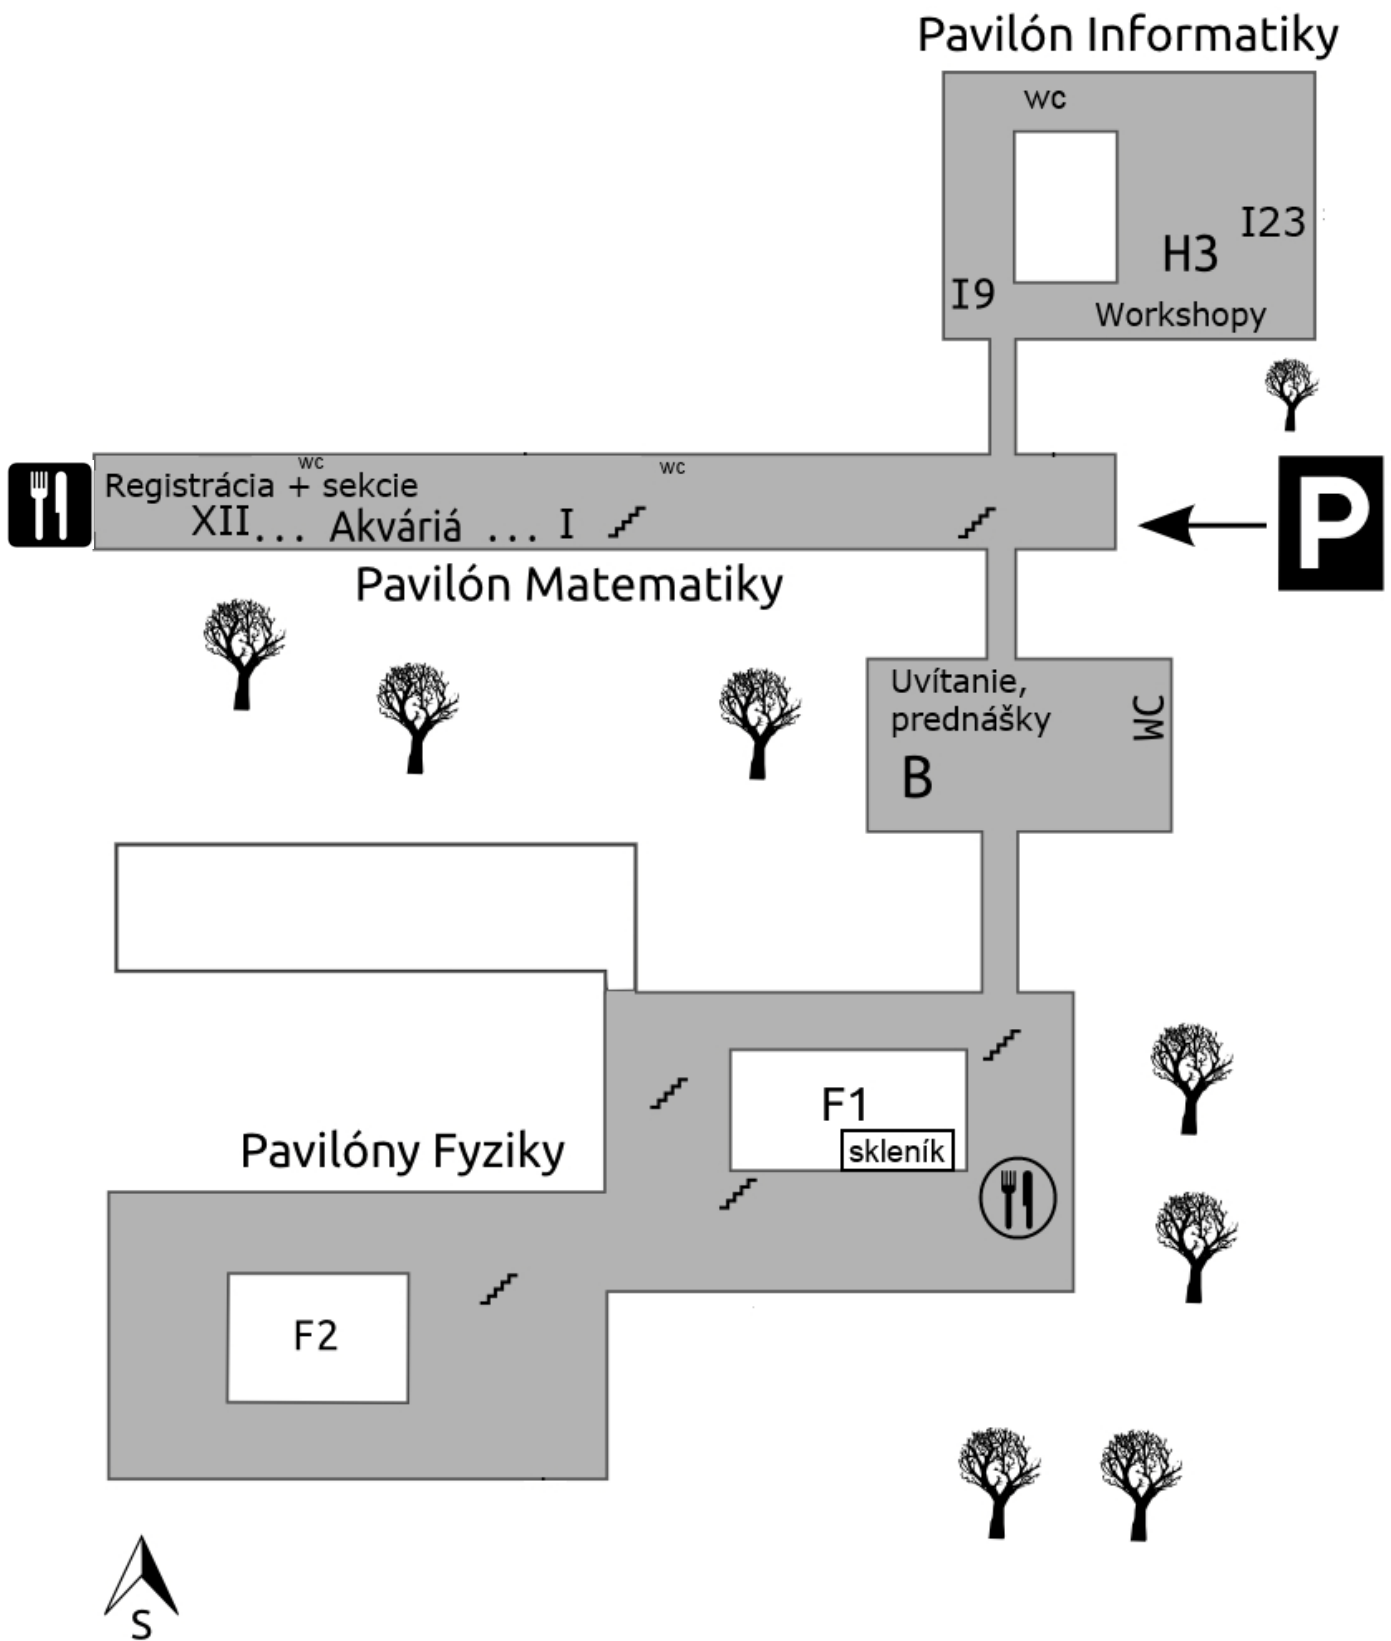 Pavilón Informatiky
wc
I23
H3
I9
Workshopy
wc
wc
Registrácia + sekcie
XII... Akváriá ... I
P
Pavilón Matematiky
Uvítanie,
prednášky
WC
B
F1
skleník
Pavilóny Fyziky
F2
S